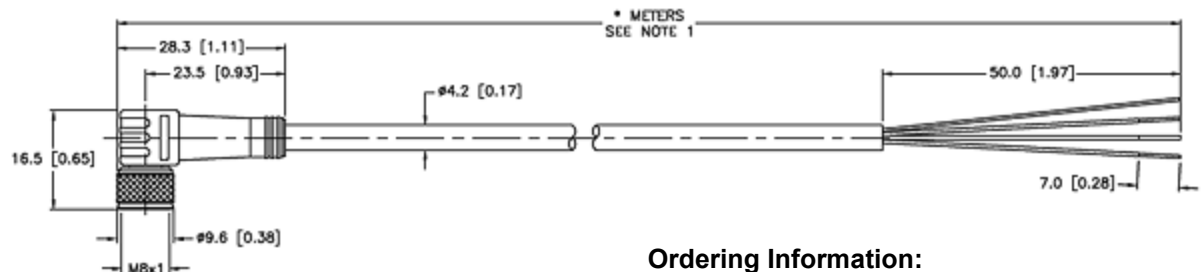 * METERS
SEE NOTE 1
28.3 [1.11]
23.5 [0.93]
50.0 [1.97]
ø4.2 [0.17]
16.5 [0.65]
7.0 [0.28]
ø9.6 [0.38]
M8x1
Ordering Information: